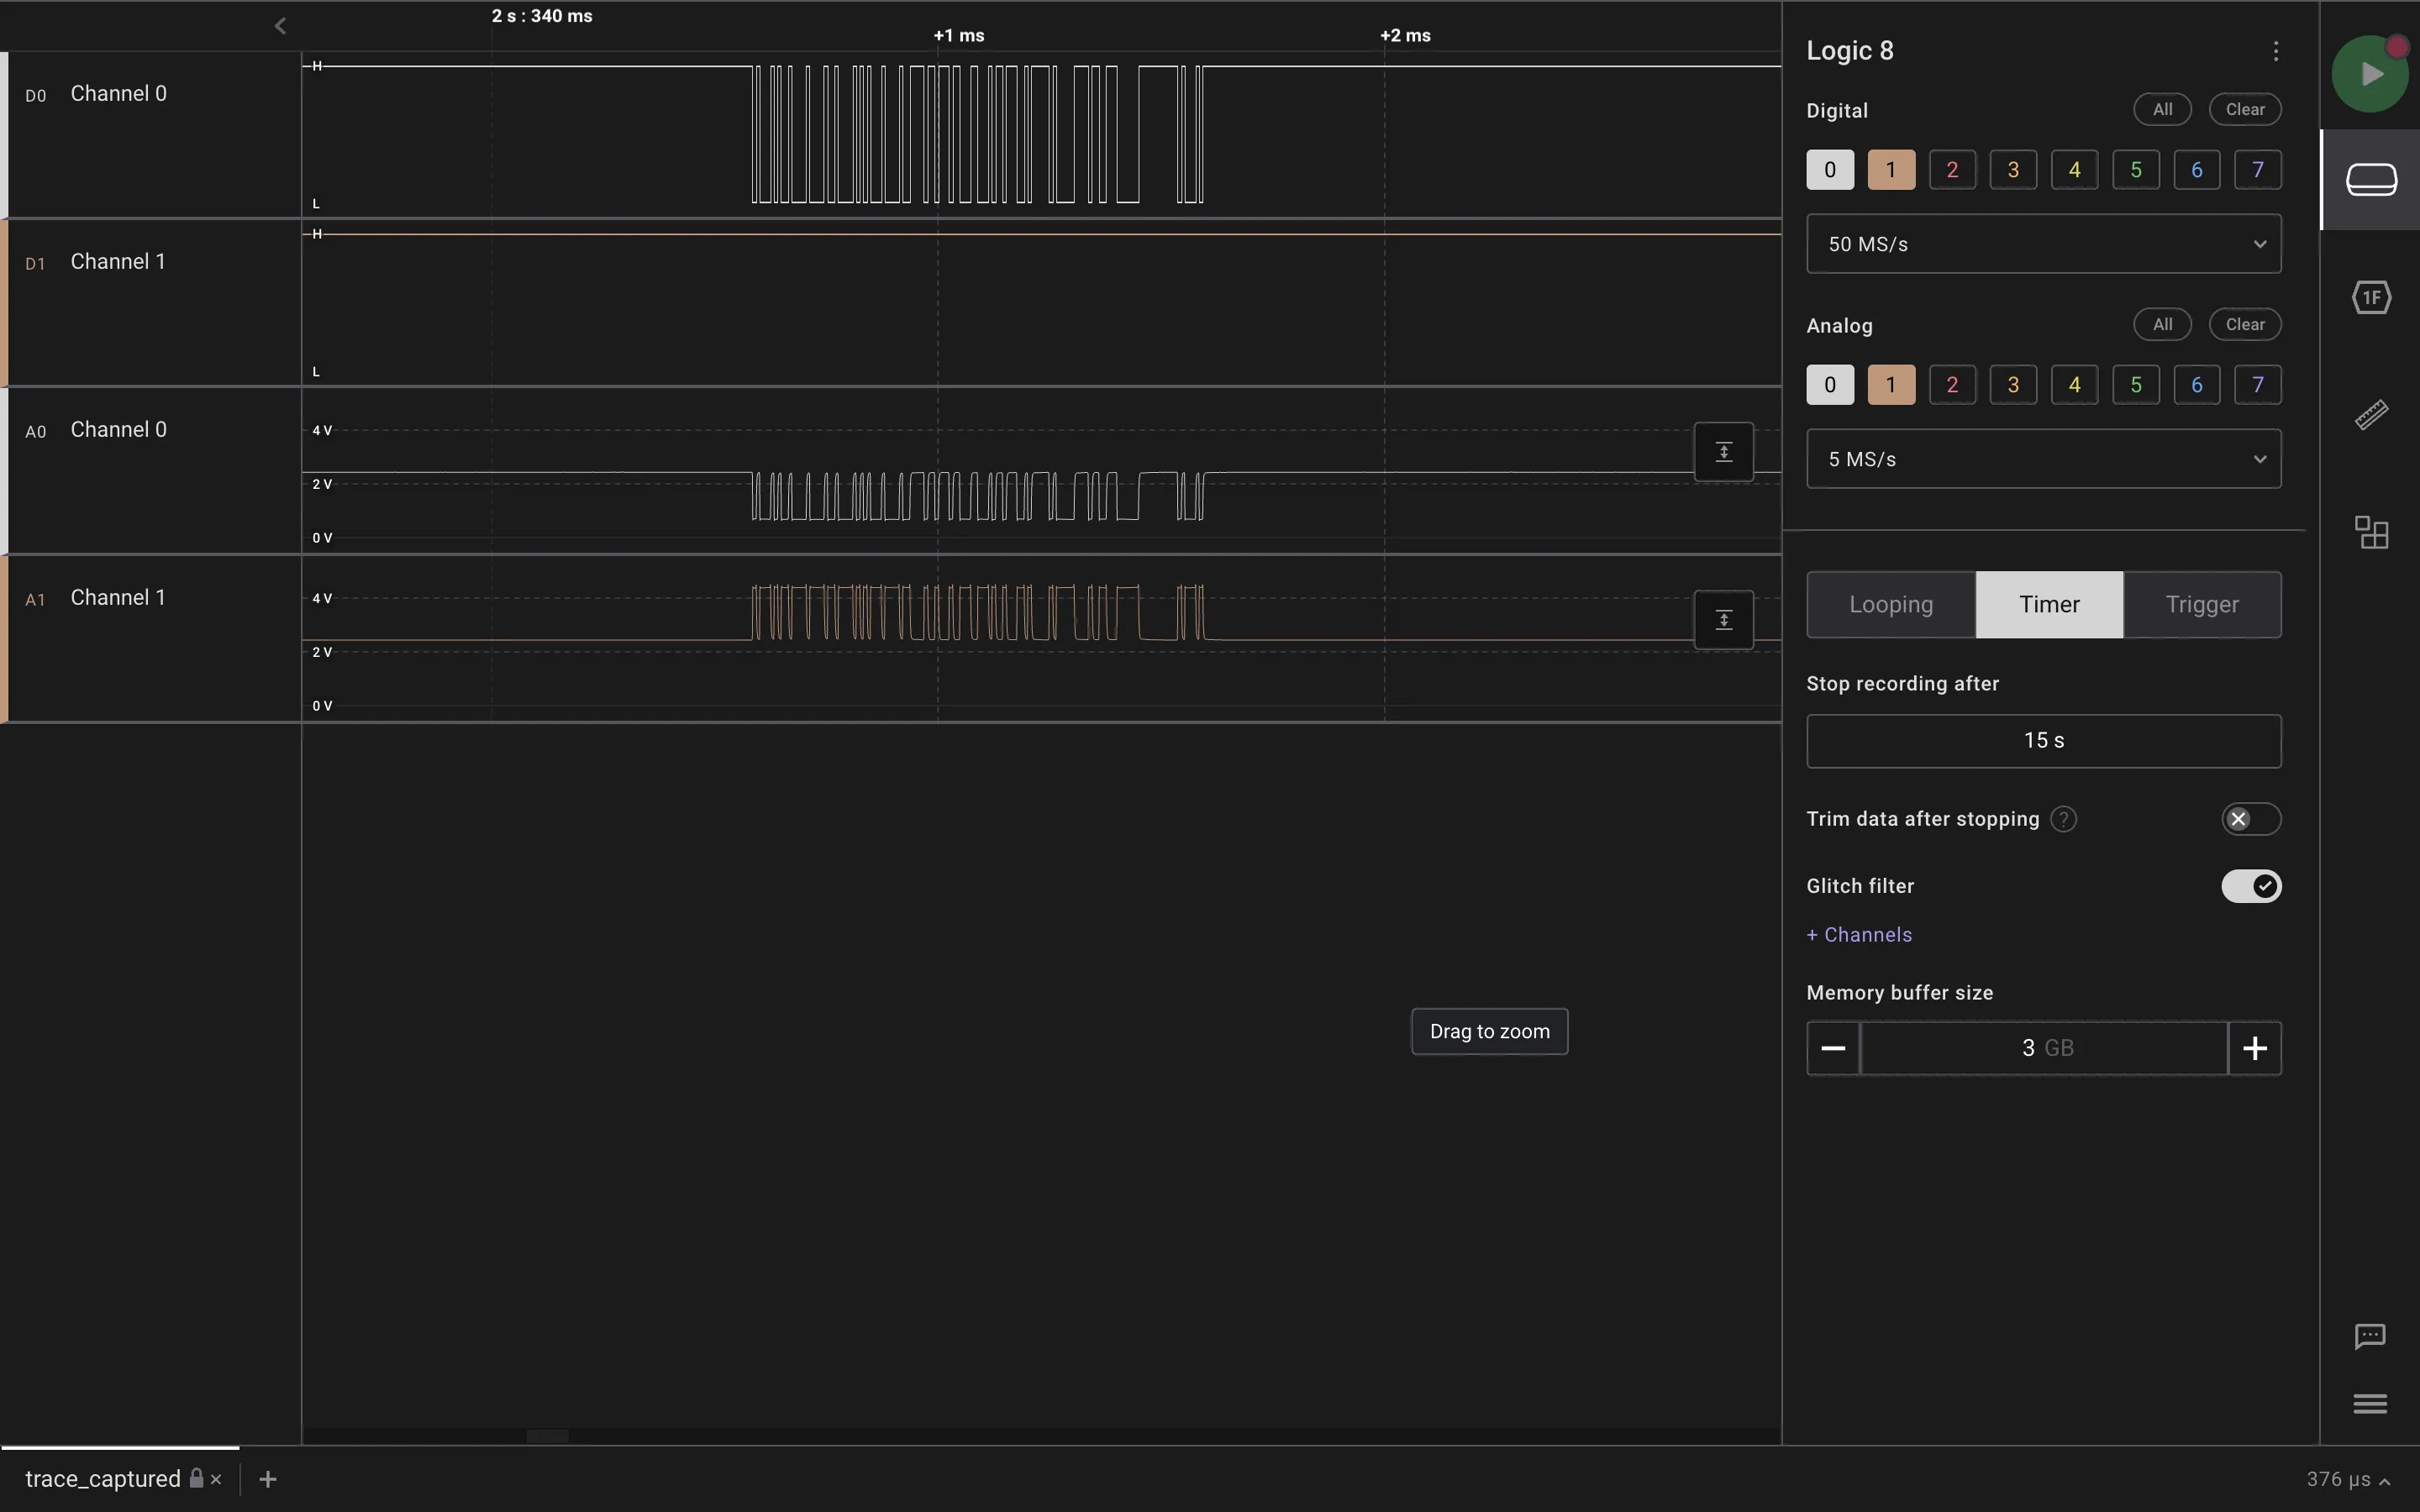 2 s : 340 ms
+1 ms
+2 ms
D0 Channel 0
H
L
D1 Channel 1
H
L
A0 Channel 0
4 V
2 V
0 V
A1 Channel 1
4 V
2 V
0 V
Drag to zoom
Logic 8
Digital
All
Clear
0 1 2 3 4 5 6 7
50 MS/s
Analog
All
Clear
0 1 2 3 4 5 6 7
5 MS/s
Looping
Timer
Trigger
Stop recording after
15 s
Trim data after stopping ?
Glitch filter
+ Channels
Memory buffer size
3 GB
1F
trace_captured
376 µs